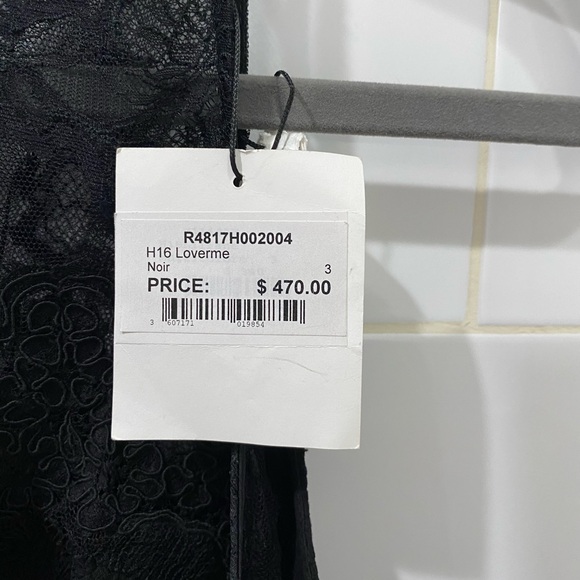 R4817H002004
H16 Loverme
Noir 3
PRICE: $ 470.00
3 607171 019854